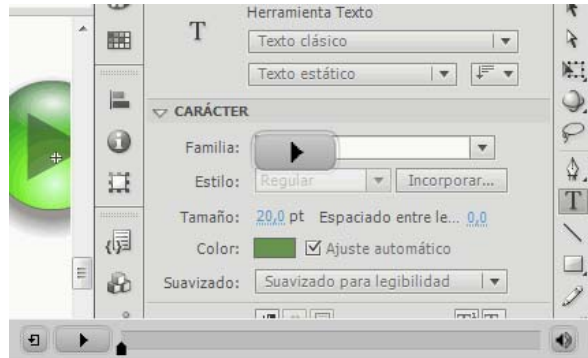 Herramienta Texto
T
Texto clásico
Texto estático
CARÁCTER
Familia:
Estilo: Regular Incorporar...
Tamaño: 20,0 pt Espaciado entre le... 0,0
Color: Ajuste automático
Suavizado: Suavizado para legibilidad